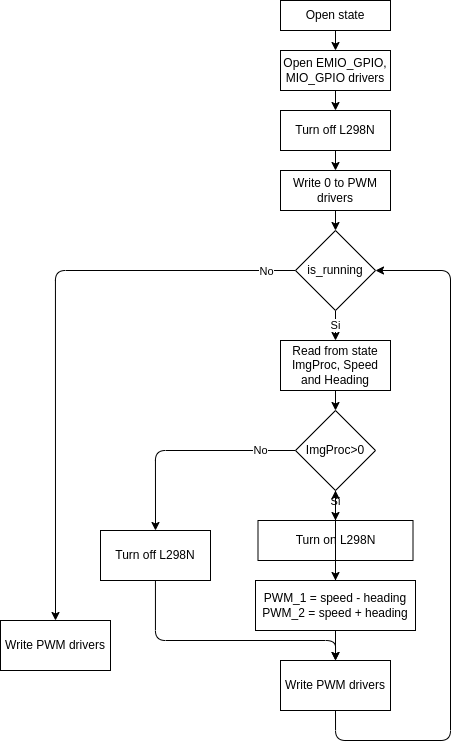 Open state
Open EMIO_GPIO,
MIO_GPIO drivers
Turn off L298N
Write 0 to PWM
drivers
is_running
No
Si
Read from state
ImgProc, Speed
and Heading
ImgProc>0
No
Si
Turn on L298N
Turn off L298N
PWM_1 = speed - heading
PWM_2 = speed + heading
Write PWM drivers
Write PWM drivers